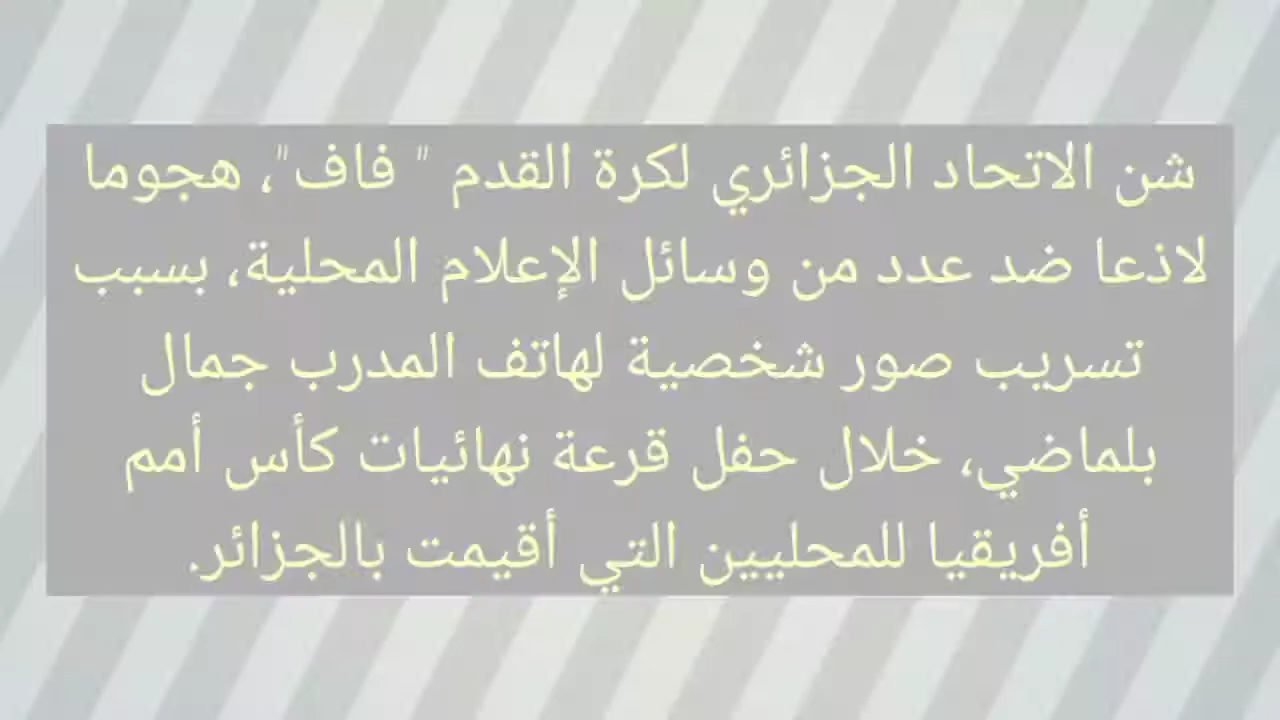 شن الاتحاد الجزائري لكرة القدم " فاف"، هجوما
لاذعا ضد عدد من وسائل الإعلام المحلية، بسبب
تسريب صور شخصية لهاتف المدرب جمال
بلماضي، خلال حفل قرعة نهائيات كأس أمم
أفريقيا للمحليين التي أقيمت بالجزائر.